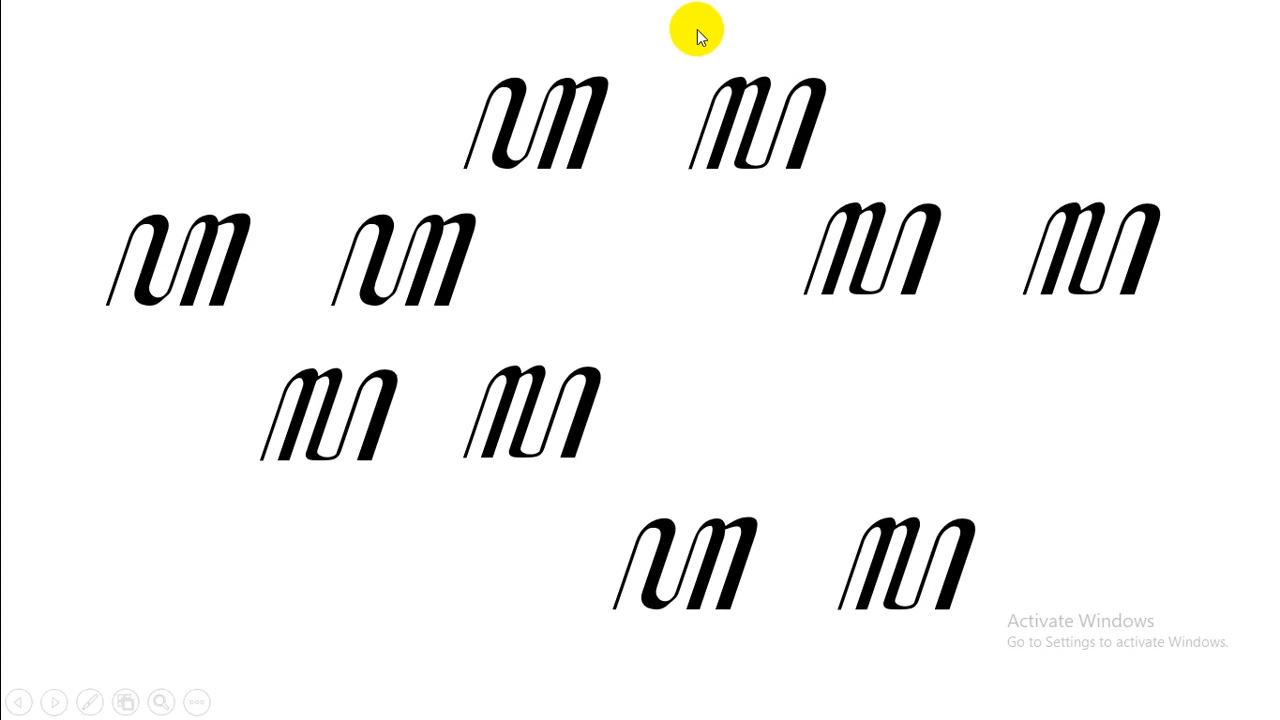 ꦲ ꦤ
ꦲ ꦲ ꦤ ꦤ
ꦤ ꦤ
ꦲ ꦤ
Activate Windows
Go to Settings to activate Windows.